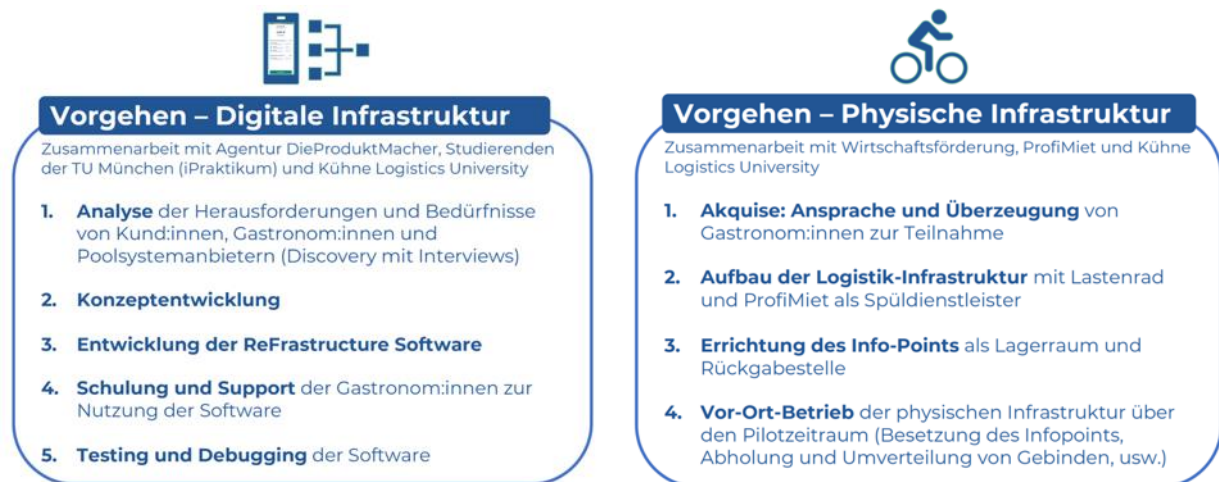 Vorgehen – Digitale Infrastruktur
Zusammenarbeit mit Agentur DieProduktMacher, Studierenden
der TU München (iPraktikum) und Kühne Logistics University
1. Analyse der Herausforderungen und Bedürfnisse
von Kund:innen, Gastronom:innen und
Poolsystemanbietern (Discovery mit Interviews)
2. Konzeptentwicklung
3. Entwicklung der ReFrastructure Software
4. Schulung und Support der Gastronom:innen zur
Nutzung der Software
5. Testing und Debugging der Software
Vorgehen – Physische Infrastruktur
Zusammenarbeit mit Wirtschaftsförderung, ProfiMiet und Kühne
Logistics University
1. Akquise: Ansprache und Überzeugung von
Gastronom:innen zur Teilnahme
2. Aufbau der Logistik-Infrastruktur mit Lastenrad
und ProfiMiet als Spüldienstleister
3. Errichtung des Info-Points als Lagerraum und
Rückgabestelle
4. Vor-Ort-Betrieb der physischen Infrastruktur über
den Pilotzeitraum (Besetzung des Infopoints,
Abholung und Umverteilung von Gebinden, usw.)